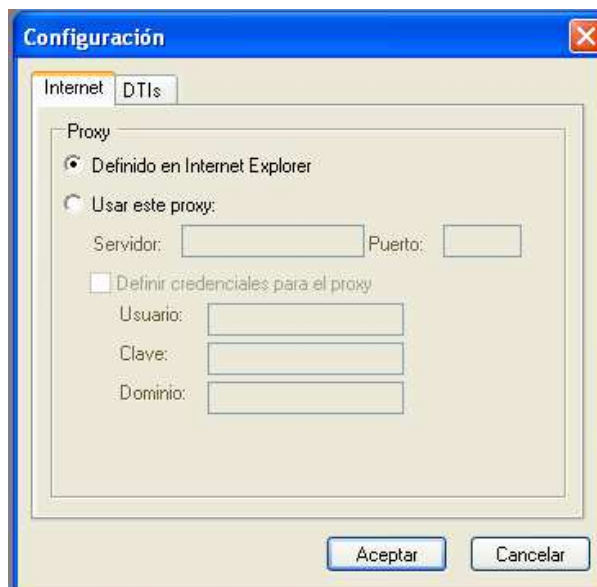 Configuración
Internet DTIs
Proxy
Definido en Internet Explorer
Usar este proxy:
Servidor: Puerto:
Definir credenciales para el proxy
Usuario:
Clave:
Dominio:
Aceptar Cancelar